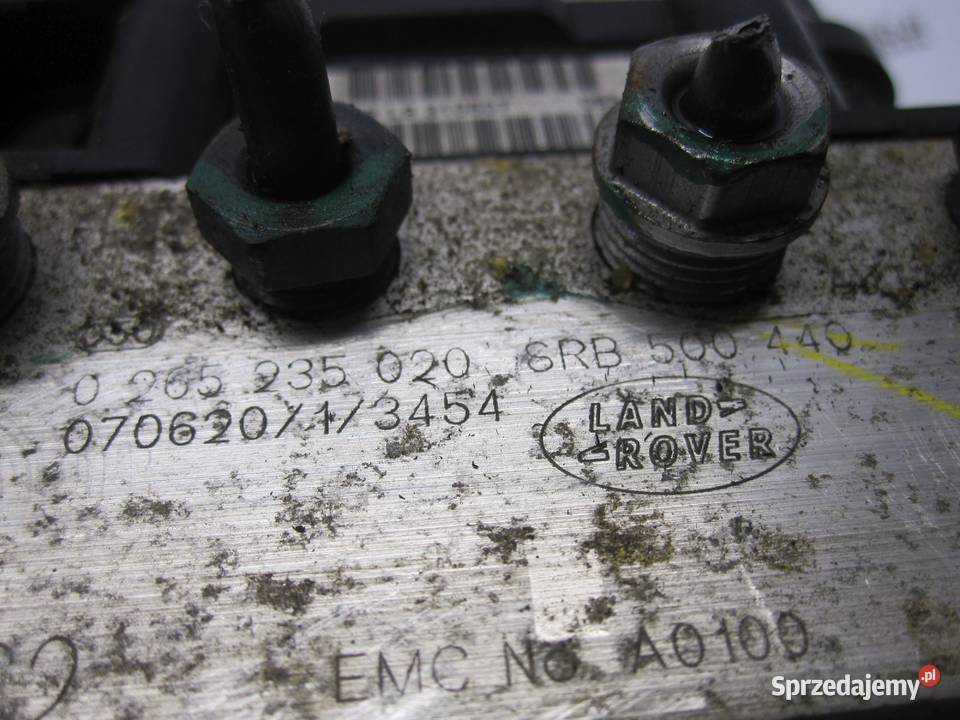 0 265 235 020 SRB 500 440
070620/1/3454
LAND
ROVER
EMC No A0100
Sprzedajemy.pl